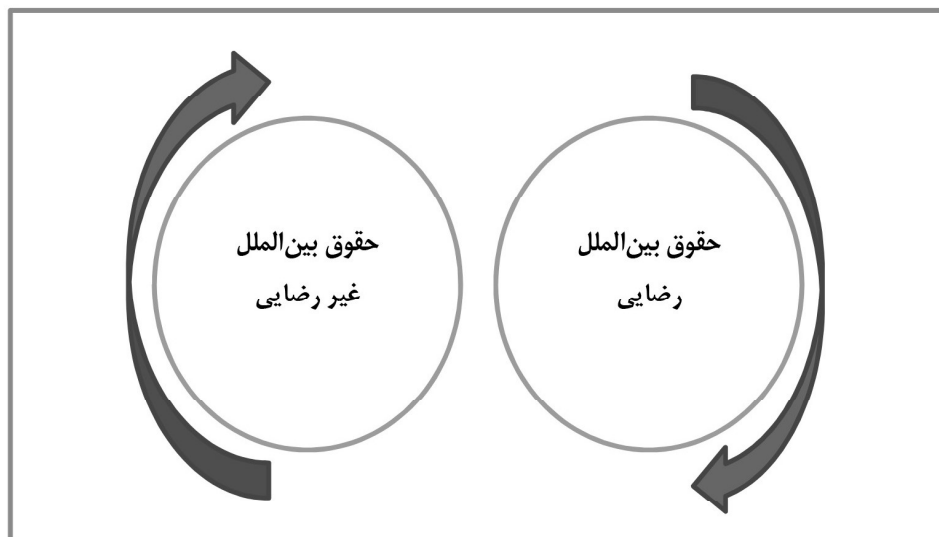 حقوق بین‌الملل
رضایی
حقوق بین‌الملل
غیر رضایی